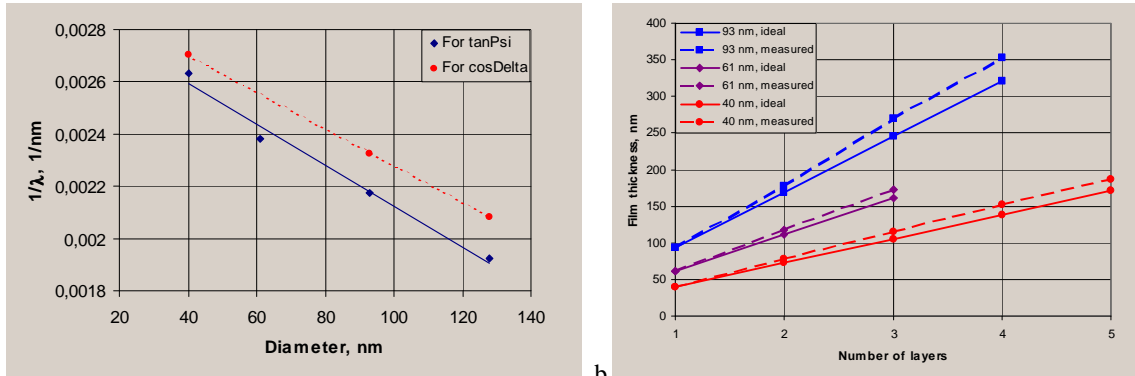 0,0028
0,0026
0,0024
0,0022
0,002
0,0018
1/λ, 1/nm
For tanPsi
For cosDelta
20 40 60 80 100 120 140
Diameter, nm
b
400
350
300
250
200
150
100
50
0
Film thickness, nm
93 nm, ideal
93 nm, measured
61 nm, ideal
61 nm, measured
40 nm, ideal
40 nm, measured
1 2 3 4 5
Number of layers